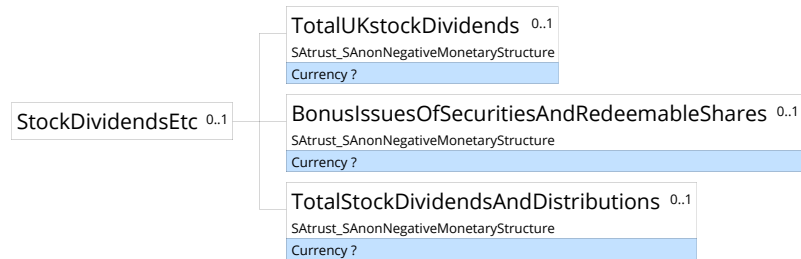 TotalUKstockDividends 0..1
SAtrust_SAnonNegativeMonetaryStructure
Currency ?
StockDividendsEtc 0..1
BonusIssuesOfSecuritiesAndRedeemableShares 0..1
SAtrust_SAnonNegativeMonetaryStructure
Currency ?
TotalStockDividendsAndDistributions 0..1
SAtrust_SAnonNegativeMonetaryStructure
Currency ?